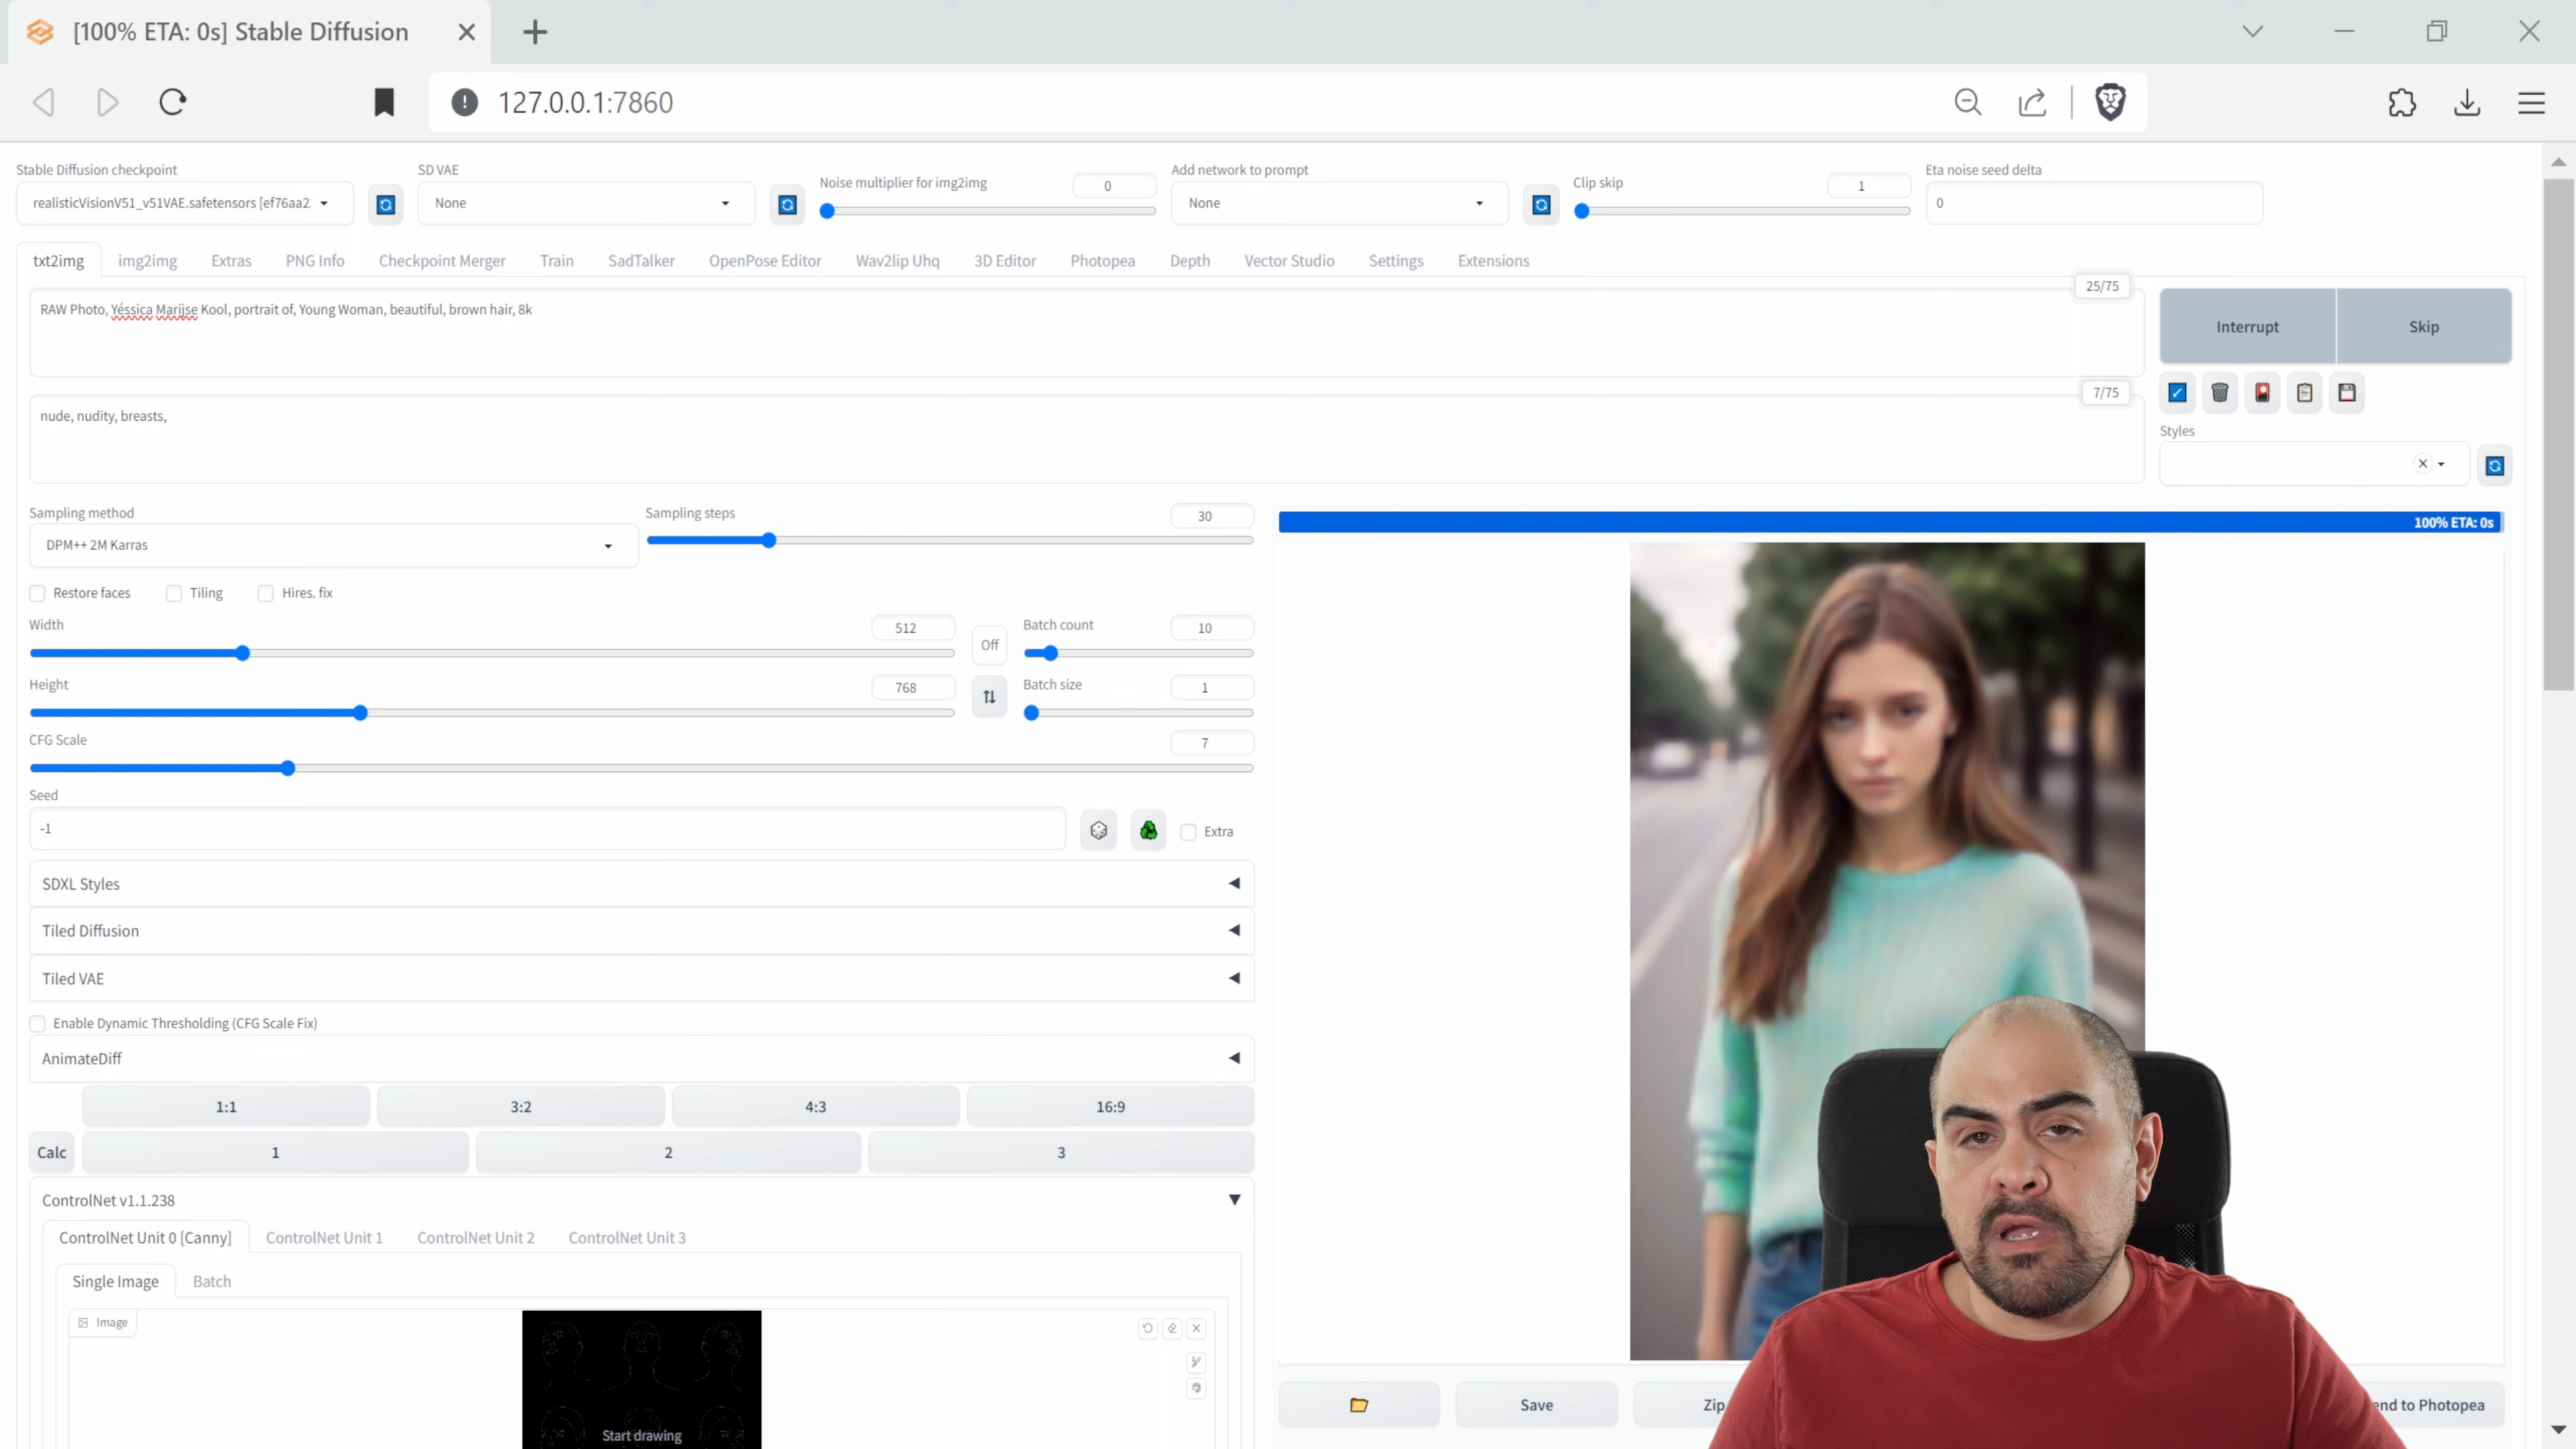 [100% ETA: 0s] Stable Diffusion
127.0.0.1:7860
Stable Diffusion checkpoint
SD VAE
Noise multiplier for img2img
0
Add network to prompt
Clip skip
1
Eta noise seed delta
realisticVisionV51_v51VAE.safetensors [ef76aa2
None
None
0
txt2img
img2img
Extras
PNG Info
Checkpoint Merger
Train
SadTalker
OpenPose Editor
Wav2lip Uhq
3D Editor
Photopea
Depth
Vector Studio
Settings
Extensions
25/75
RAW Photo, Yéssica Marijse Kool, portrait of, Young Woman, beautiful, brown hair, 8k
Interrupt
Skip
7/75
nude, nudity, breasts,
Styles
Sampling method
Sampling steps
30
DPM++ 2M Karras
100% ETA: 0s
Restore faces
Tiling
Hires. fix
Width
512
Off
Batch count
10
Height
768
Batch size
1
CFG Scale
7
Seed
-1
Extra
SDXL Styles
Tiled Diffusion
Tiled VAE
Enable Dynamic Thresholding (CFG Scale Fix)
AnimateDiff
1:1
3:2
4:3
16:9
Calc
1
2
3
ControlNet v1.1.238
ControlNet Unit 0 [Canny]
ControlNet Unit 1
ControlNet Unit 2
ControlNet Unit 3
Single Image
Batch
Image
Start drawing
Save
Zip
end to Photopea